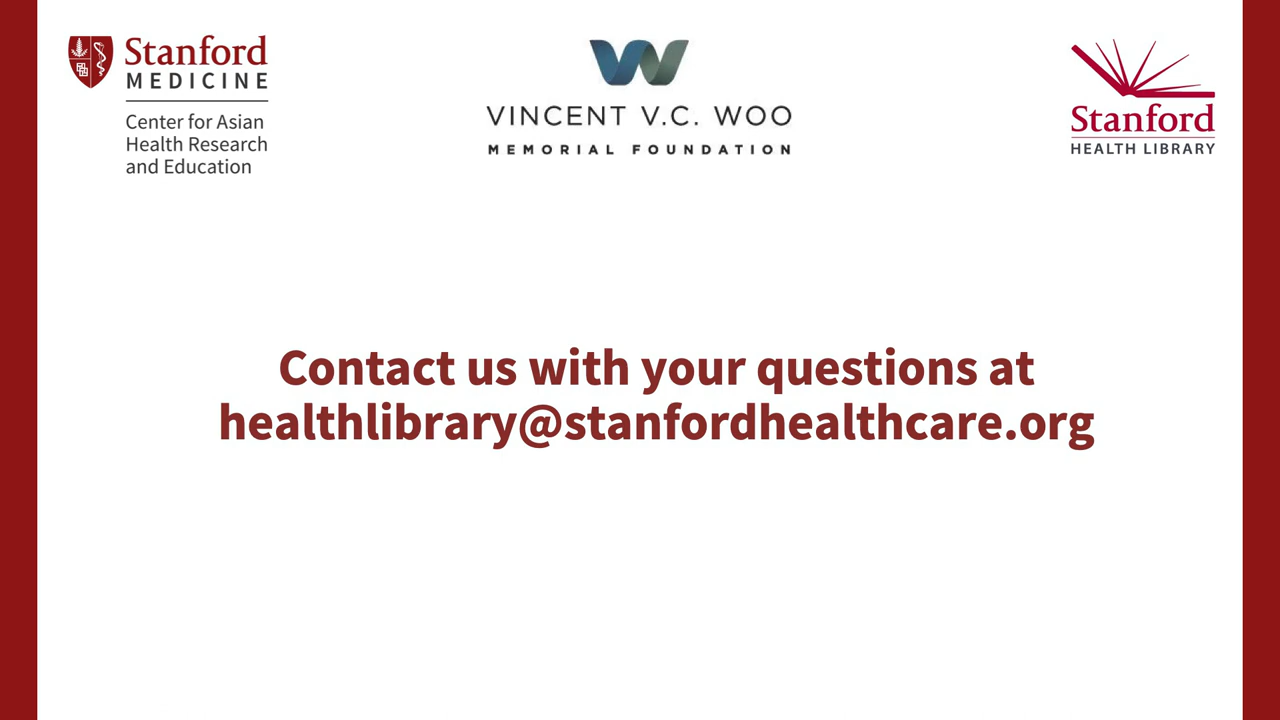 Stanford
MEDICINE
Center for Asian
Health Research
and Education
VINCENT V.C. WOO
MEMORIAL FOUNDATION
Stanford
HEALTH LIBRARY
Contact us with your questions at
healthlibrary@stanfordhealthcare.org